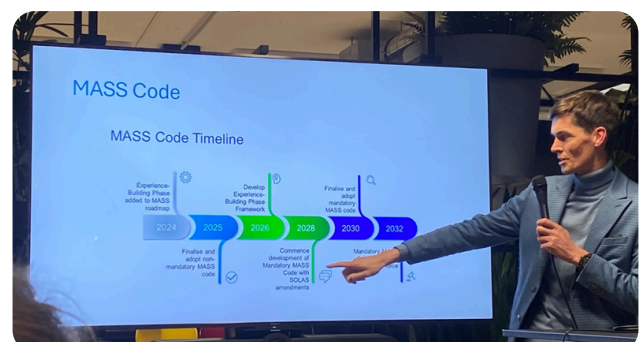 MASS Code
MASS Code Timeline
Experience-
Building Phase
added to MASS
roadmap
Develop
Experience-
Building Phase
Framework
Finalise and
adopt
mandatory
MASS code
2024
2025
2026
2028
2030
2032
Finalise and
adopt non-
mandatory MASS
code
Commence
development of
Mandatory MASS
Code with
SOLAS
amendments
Mandatory